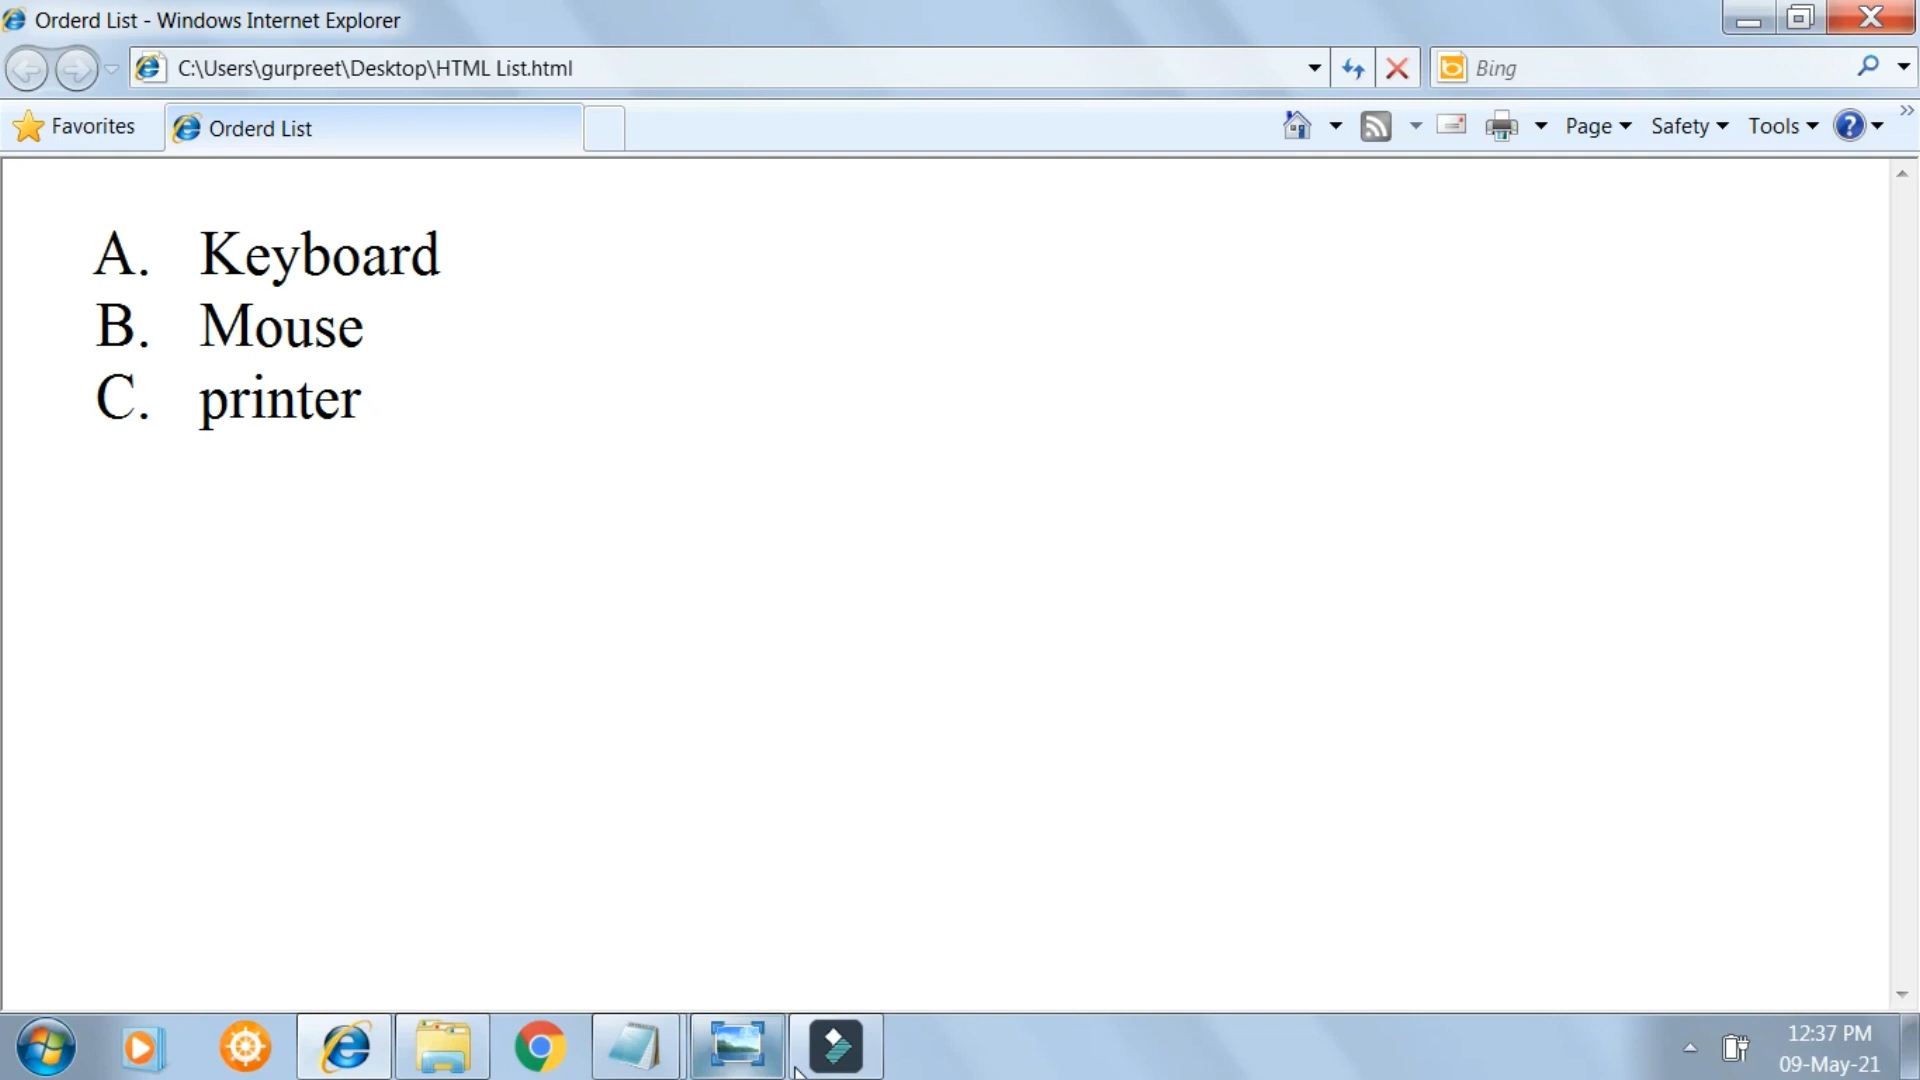 Orderd List - Windows Internet Explorer
C:\Users\gurpreet\Desktop\HTML List.html
Bing
Favorites
Orderd List
Page
Safety
Tools
A. Keyboard
B. Mouse
C. printer
12:37 PM
09-May-21